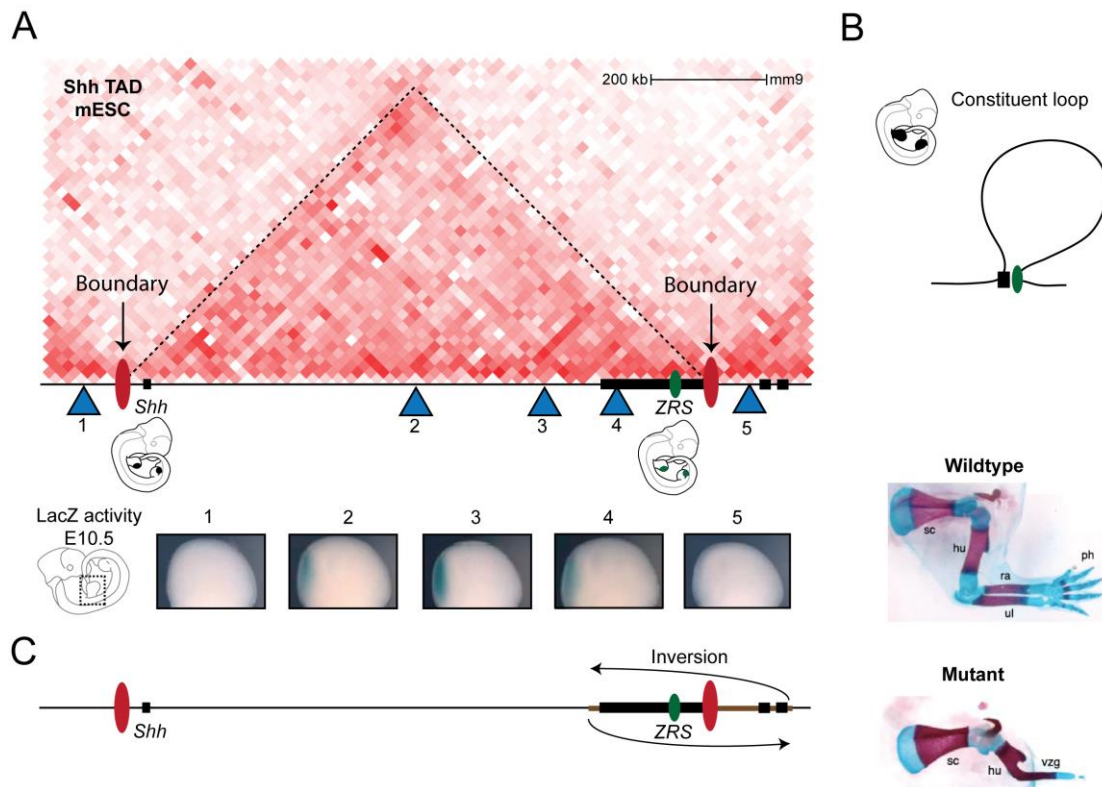 A
Shh TAD
mESC
200 kb
mm9
Boundary
Boundary
Shh
ZRS
1
2
3
4
5
LacZ activity
E10.5
1
2
3
4
5
B
Constituent loop
Wildtype
sc
hu
ra
ul
ph
Mutant
sc
hu
vzg
C
Inversion
Shh
ZRS